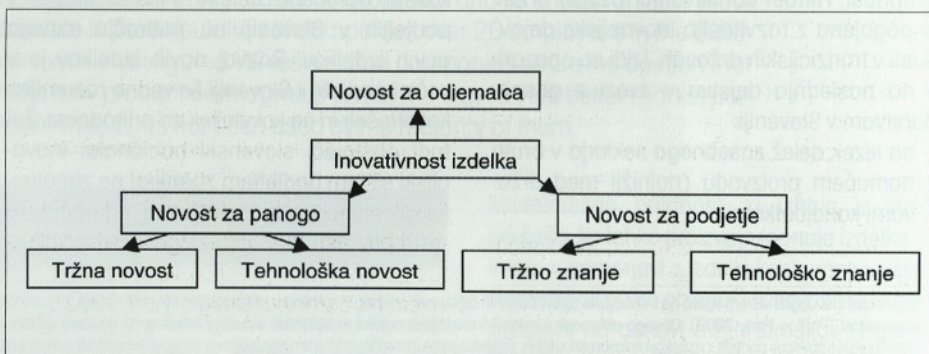 Novost za odjemalca
Inovativnost izdelka
Novost za panogo
Novost za podjetje
Tržna novost
Tehnološka novost
Tržno znanje
Tehnološko znanje